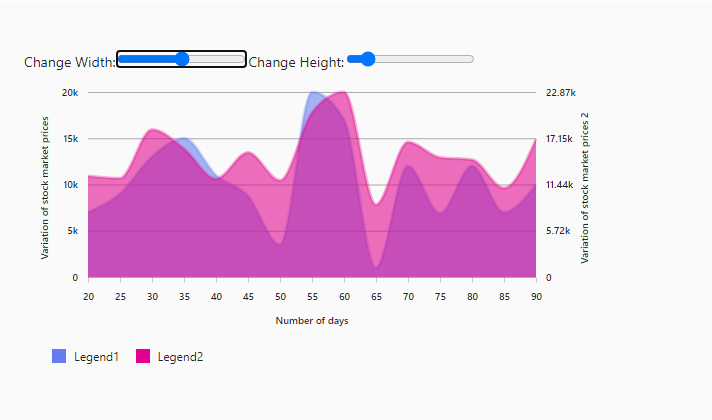 Change Width: Change Height:
20k 22.87k
15k 17.15k
10k 11.44k
5k 5.72k
0 0
Variation of stock market prices
Variation of stock market prices 2
20 25 30 35 40 45 50 55 60 65 70 75 80 85 90
Number of days
Legend1 Legend2